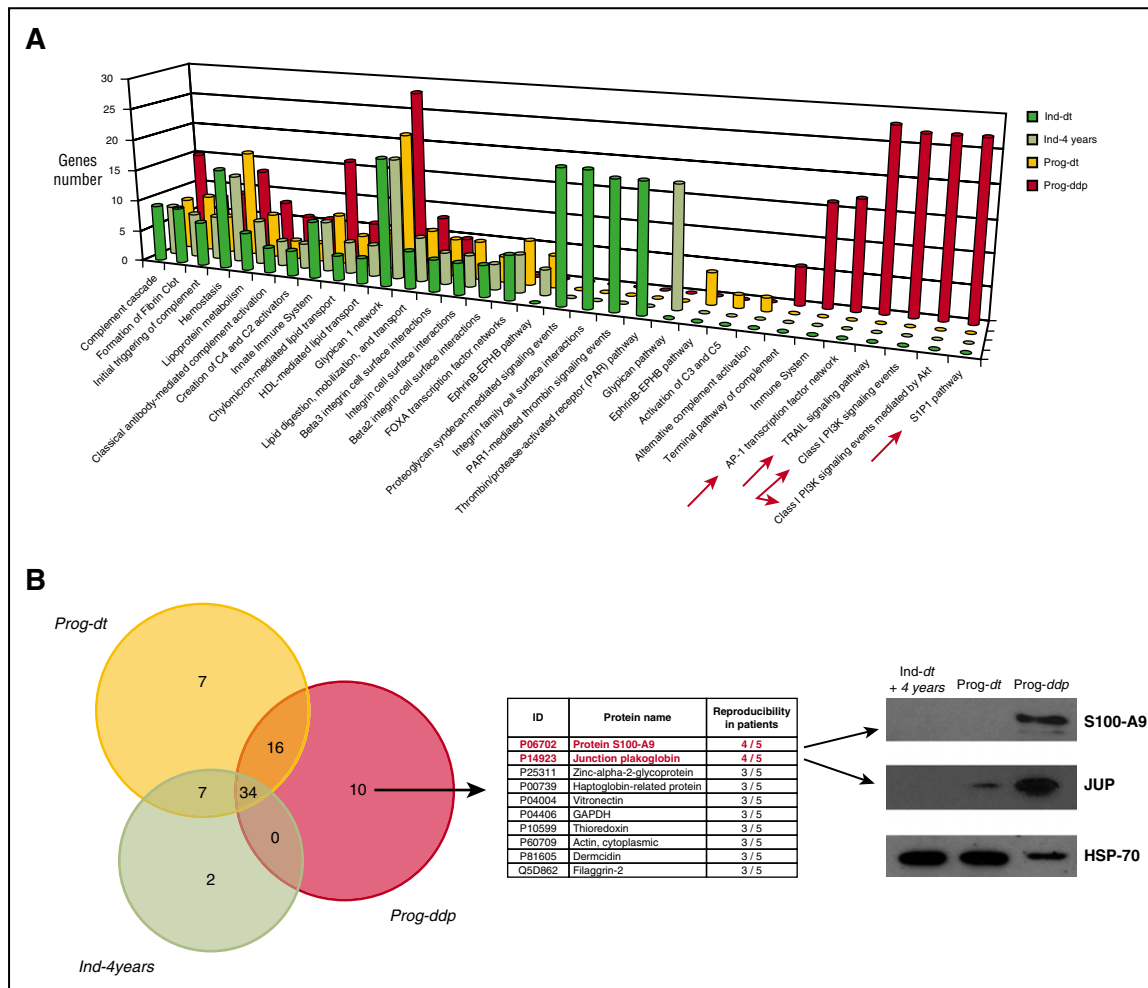 A
30
25
20
15
10
5
0
Genes
number
Ind-dt
Ind-4 years
Prog-dt
Prog-ddp
Complement cascade
Formation of Fibrin Clot
Initial triggering of complement
Hemostasis
Lipoprotein metabolism
Classical antibody-mediated complement activation
Creation of C4 and C2 activators
Innate Immune System
Chylomicron-mediated lipid transport
HDL-mediated lipid transport
Glypican 1 network
Lipid digestion, mobilization, and transport
Beta3 integrin cell surface interactions
Integrin cell surface interactions
Beta2 integrin cell surface interactions
FOXA transcription factor networks
EphrinB-EPHB pathway
Proteoglycan syndecan-mediated signaling events
Integrin family cell surface interactions
PAR1-mediated thrombin signaling events
Thrombin/protease-activated receptor (PAR) pathway
Glypican pathway
EphrinB-EPHB pathway
Activation of C3 and C5
Alternative complement activation
Terminal pathway of complement
Immune System
AP-1 transcription factor network
TRAIL signaling pathway
Class I PI3K signaling events
Class I PI3K signaling events mediated by Akt
S1P1 pathway
B
Prog-dt
7
16
7
34
10
0
2
Prog-ddp
Ind-4years
ID Protein name Reproducibility in patients
P06702 Protein S100-A9 4 / 5
P14923 Junction plakoglobin 4 / 5
P25311 Zinc-alpha-2-glycoprotein 3 / 5
P00739 Haptoglobin-related protein 3 / 5
P04004 Vitronectin 3 / 5
P04406 GAPDH 3 / 5
P10599 Thioredoxin 3 / 5
P60709 Actin, cytoplasmic 3 / 5
P81605 Dermcidin 3 / 5
Q5D862 Filaggrin-2 3 / 5
Ind-dt
+ 4 years
Prog-dt
Prog-ddp
S100-A9
JUP
HSP-70